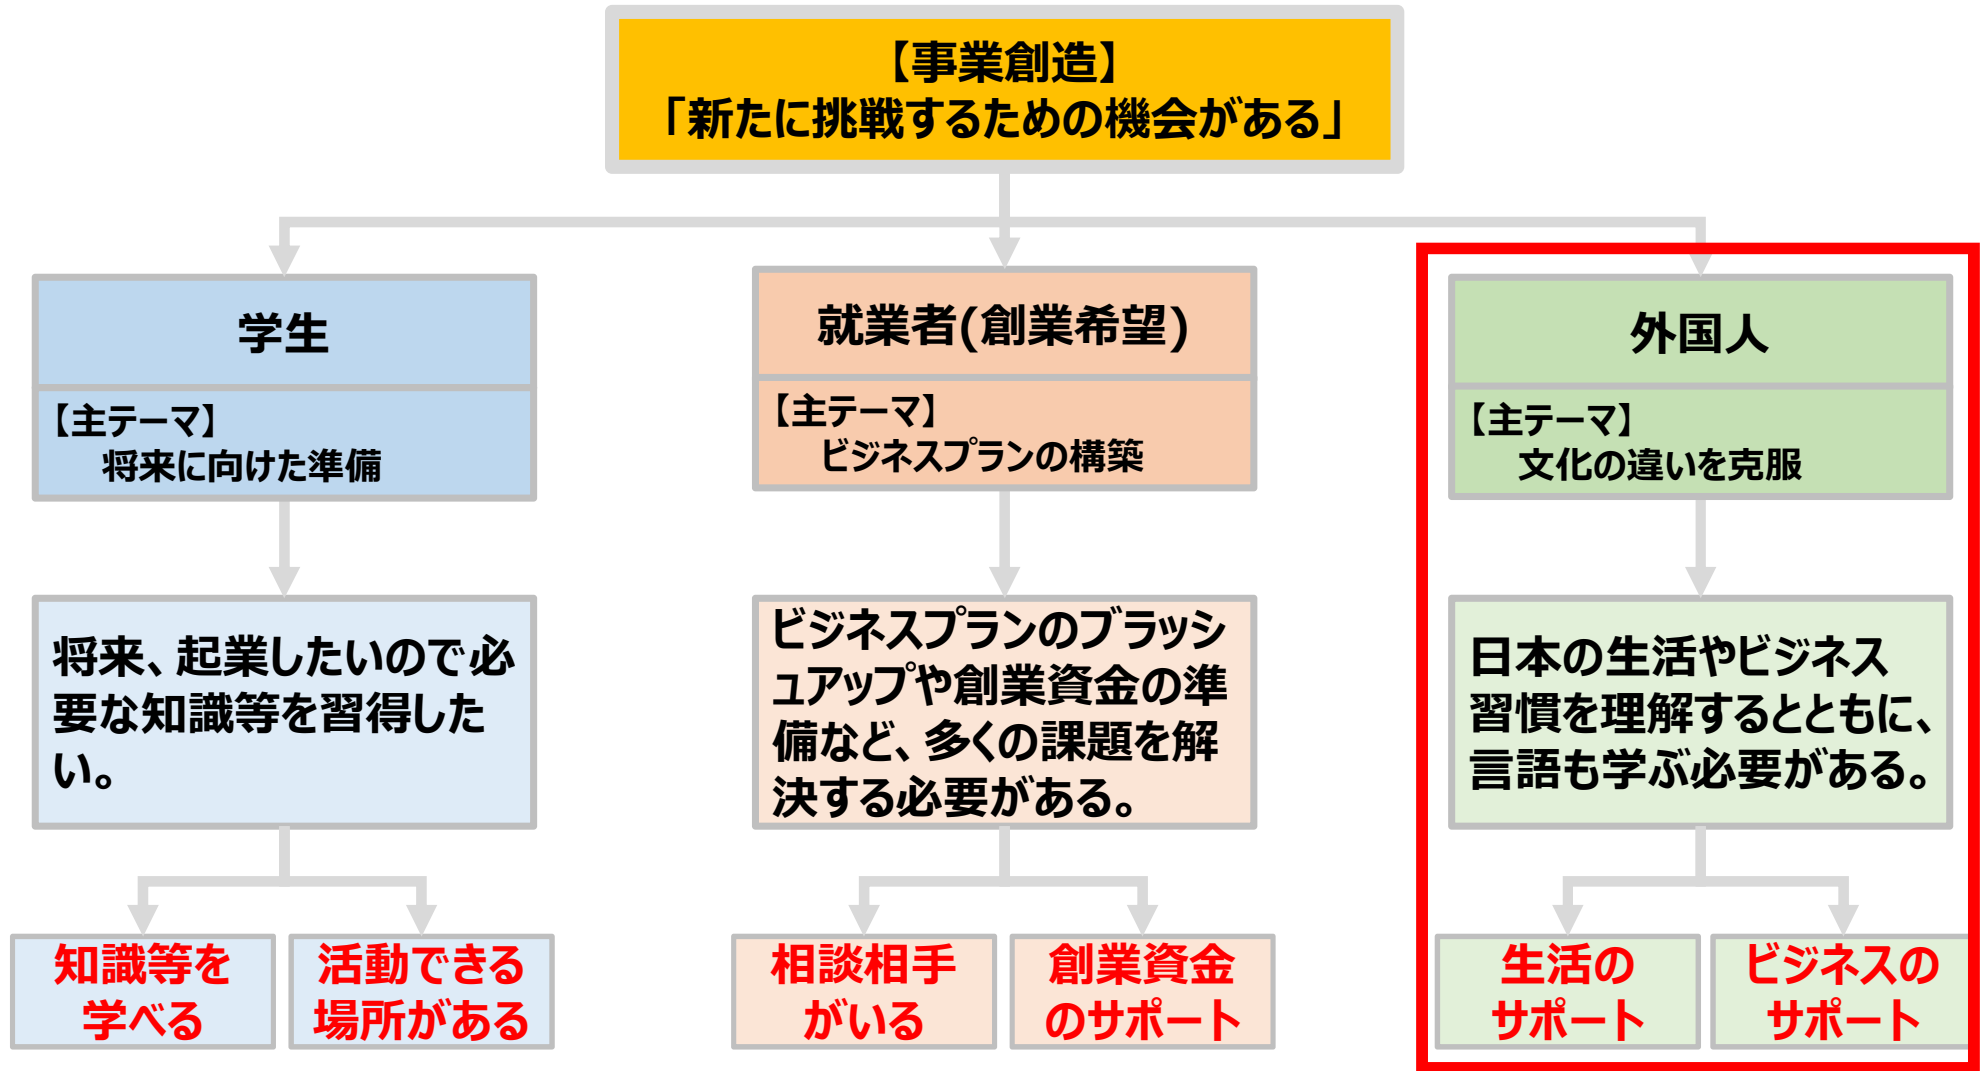 【事業創造】
「新たに挑戦するための機会がある」
学生
【主テーマ】
将来に向けた準備
就業者(創業希望)
【主テーマ】
ビジネスプランの構築
外国人
【主テーマ】
文化の違いを克服
将来、起業したいので必
要な知識等を習得した
い。
ビジネスプランのブラッシ
ュアップや創業資金の準
備など、多くの課題を解
決する必要がある。
日本の生活やビジネス
習慣を理解するとともに、
言語も学ぶ必要がある。
知識等を
学べる
活動できる
場所がある
相談相手
がいる
創業資金
のサポート
生活の
サポート
ビジネスの
サポート